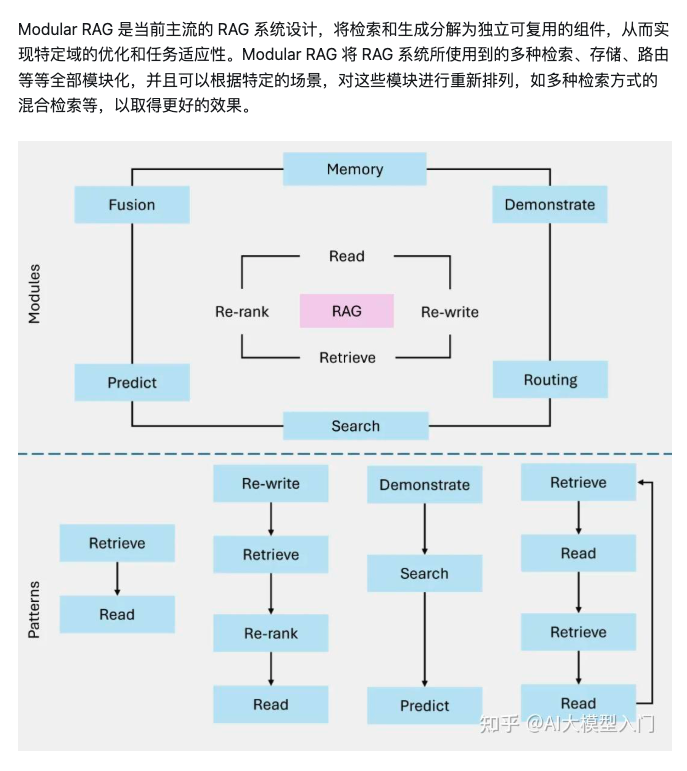 Modular RAG 是当前主流的 RAG 系统设计，将检索和生成分解为独立可复用的组件，从而实
现特定域的优化和任务适应性。Modular RAG 将 RAG 系统所使用到的多种检索、存储、路由
等等全部模块化，并且可以根据特定的场景，对这些模块进行重新排列，如多种检索方式的
混合检索等，以取得更好的效果。
Modules
Memory
Fusion
Demonstrate
Read
Re-rank
RAG
Re-write
Retrieve
Predict
Routing
Search
Patterns
Retrieve
Read
Re-write
Retrieve
Re-rank
Read
Demonstrate
Search
Predict
Retrieve
Read
Retrieve
Read
知乎 @AI大模型入门